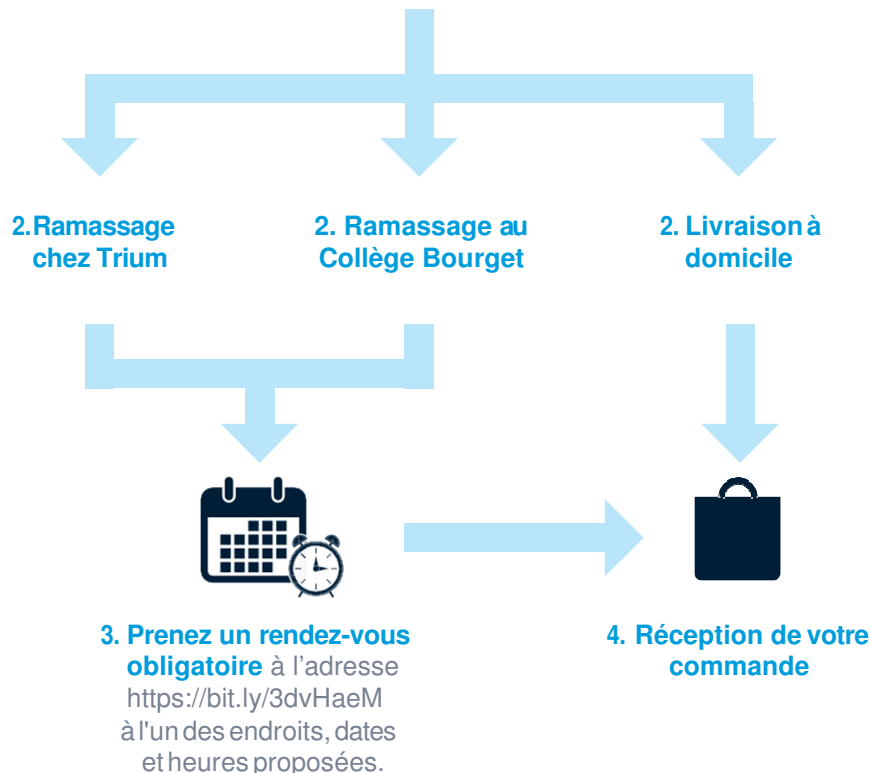 2.Ramassage
chez Trium
2. Ramassage au
Collège Bourget
2. Livraison à
domicile
3. Prenez un rendez-vous
obligatoire à l’adresse
https://bit.ly/3dvHaeM
à l'un des endroits, dates
et heures proposées.
4. Réception de votre
commande